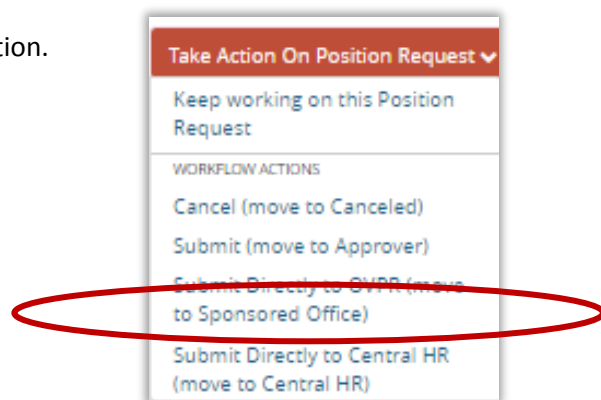 tion.
Take Action On Position Request
Keep working on this Position
Request
WORKFLOW ACTIONS
Cancel (move to Canceled)
Submit (move to Approver)
Submit Directly to OVPR (move
to Sponsored Office)
Submit Directly to Central HR
(move to Central HR)